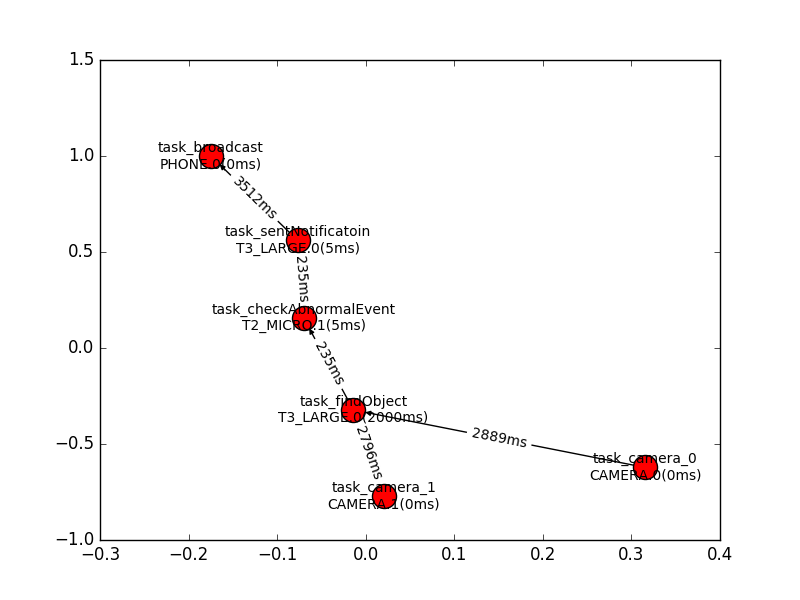 1.5
1.0
0.5
0.0
−0.5
−1.0
−0.3
−0.2
−0.1
0.0
0.1
0.2
0.3
0.4
task_broadcast
PHONE.0(0ms)
3512ms
task_sentNotificatoin
T3_LARGE.0(5ms)
235ms
task_checkAbnormalEvent
T2_MICRO.1(5ms)
235ms
task_findObject
T3_LARGE.0(2000ms)
2889ms
2796ms
task_camera_0
CAMERA.0(0ms)
task_camera_1
CAMERA.1(0ms)